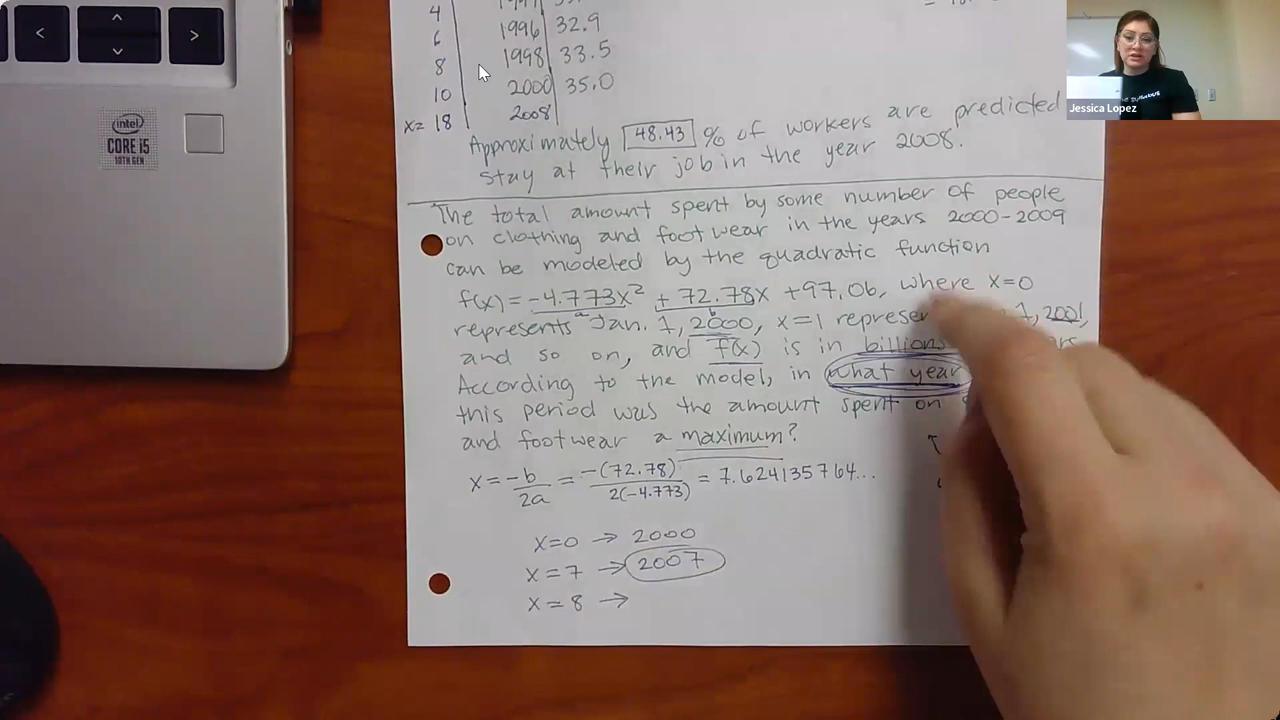 intel
CORE i5
10TH GEN
Jessica Lopez
4
6 1996 32.9
8 1998 33.5
10 2000 35.0
x= 18 2008
Approximately 48.43 % of workers are predicted
stay at their job in the year 2008.
The total amount spent by some number of people
on clothing and footwear in the years 2000-2009
can be modeled by the quadratic function
f(x) = -4.773x² + 72.78x +97.06, where x=0
represents Jan. 1, 2000, x=1 1, 2001,
a b
and so on, and f(x) is in billions
According to the model, in what year
this period was the amount spent on
and footwear a maximum?
x = -b/2a = -(72.78)/2(-4.773) = 7.624135764...
x=0 → 2000
x=7 → 2007
x=8 →